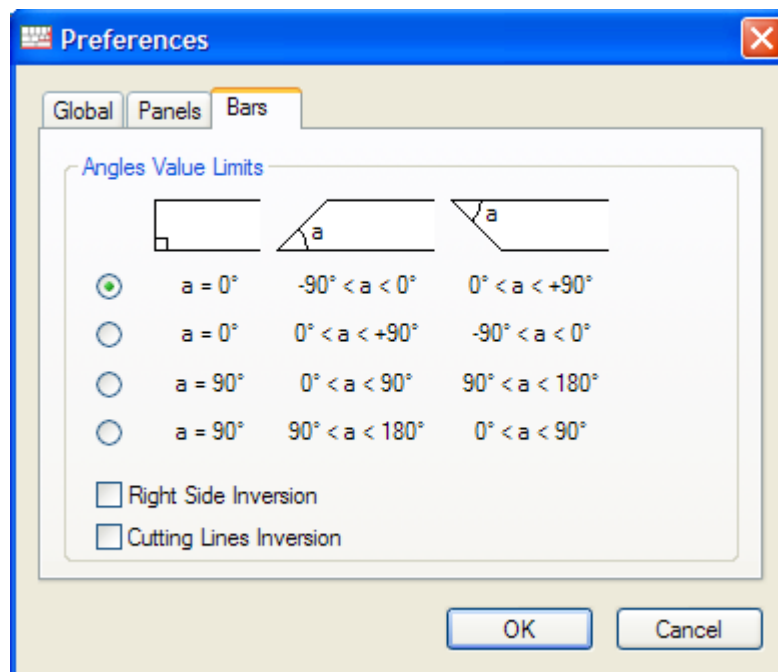 Preferences
Global Panels Bars
Angles Value Limits
a a
a = 0° -90° < a < 0° 0° < a < +90°
a = 0° 0° < a < +90° -90° < a < 0°
a = 90° 0° < a < 90° 90° < a < 180°
a = 90° 90° < a < 180° 0° < a < 90°
Right Side Inversion
Cutting Lines Inversion
OK Cancel